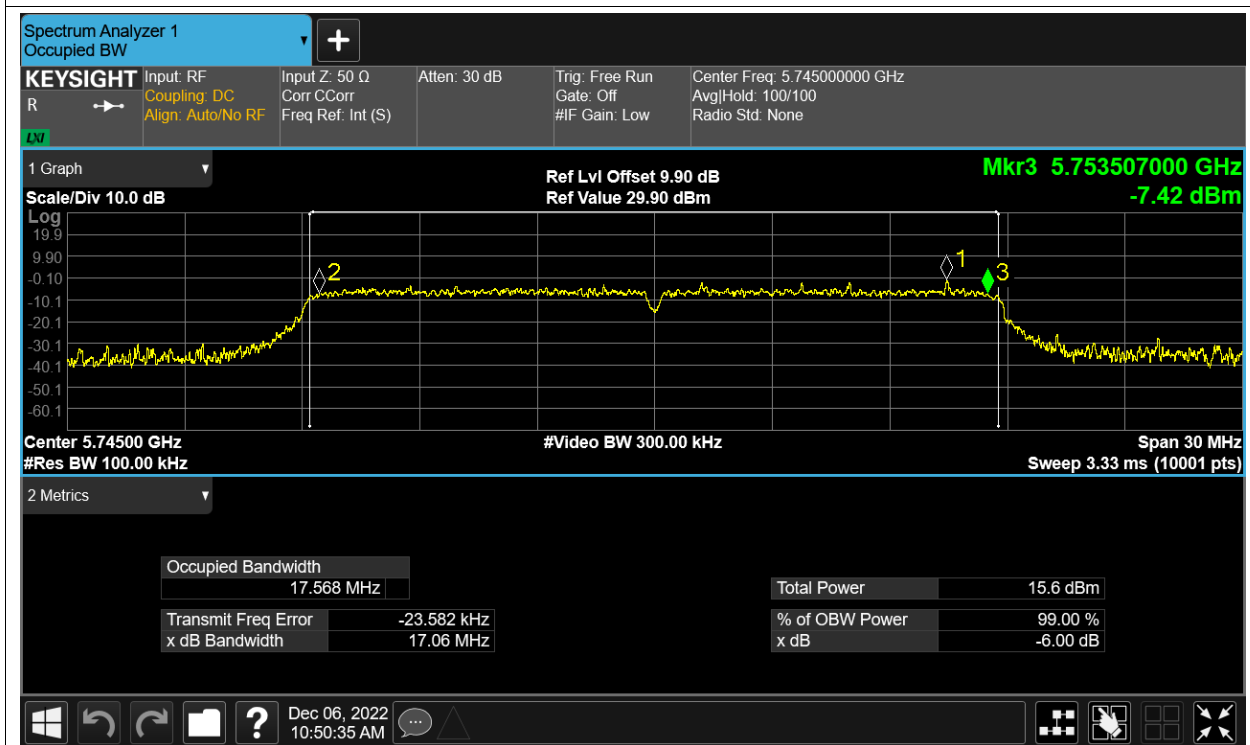 Spectrum Analyzer 1
Occupied BW
+
KEYSIGHT
R
LXI
Input: RF
Coupling: DC
Align: Auto/No RF
Input Z: 50 Ω
Corr CCorr
Freq Ref: Int (S)
Atten: 30 dB
Trig: Free Run
Gate: Off
#IF Gain: Low
Center Freq: 5.745000000 GHz
Avg|Hold: 100/100
Radio Std: None
1 Graph
Scale/Div 10.0 dB
Ref Lvl Offset 9.90 dB
Ref Value 29.90 dBm
Mkr3 5.753507000 GHz
-7.42 dBm
Log
19.9
9.90
-0.10
-10.1
-20.1
-30.1
-40.1
-50.1
-60.1
2
1
3
Center 5.74500 GHz
#Res BW 100.00 kHz
#Video BW 300.00 kHz
Span 30 MHz
Sweep 3.33 ms (10001 pts)
2 Metrics
Occupied Bandwidth
17.568 MHz
Transmit Freq Error -23.582 kHz
x dB Bandwidth 17.06 MHz
Total Power 15.6 dBm
% of OBW Power 99.00 %
x dB -6.00 dB
?
Dec 06, 2022
10:50:35 AM